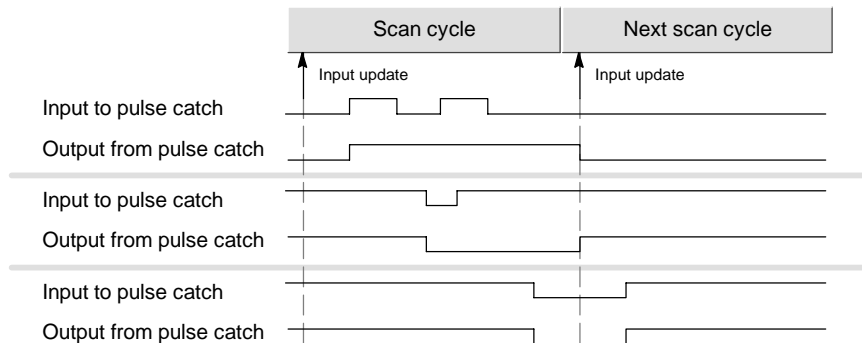 Scan cycle
Next scan cycle
Input update
Input update
Input to pulse catch
Output from pulse catch
Input to pulse catch
Output from pulse catch
Input to pulse catch
Output from pulse catch